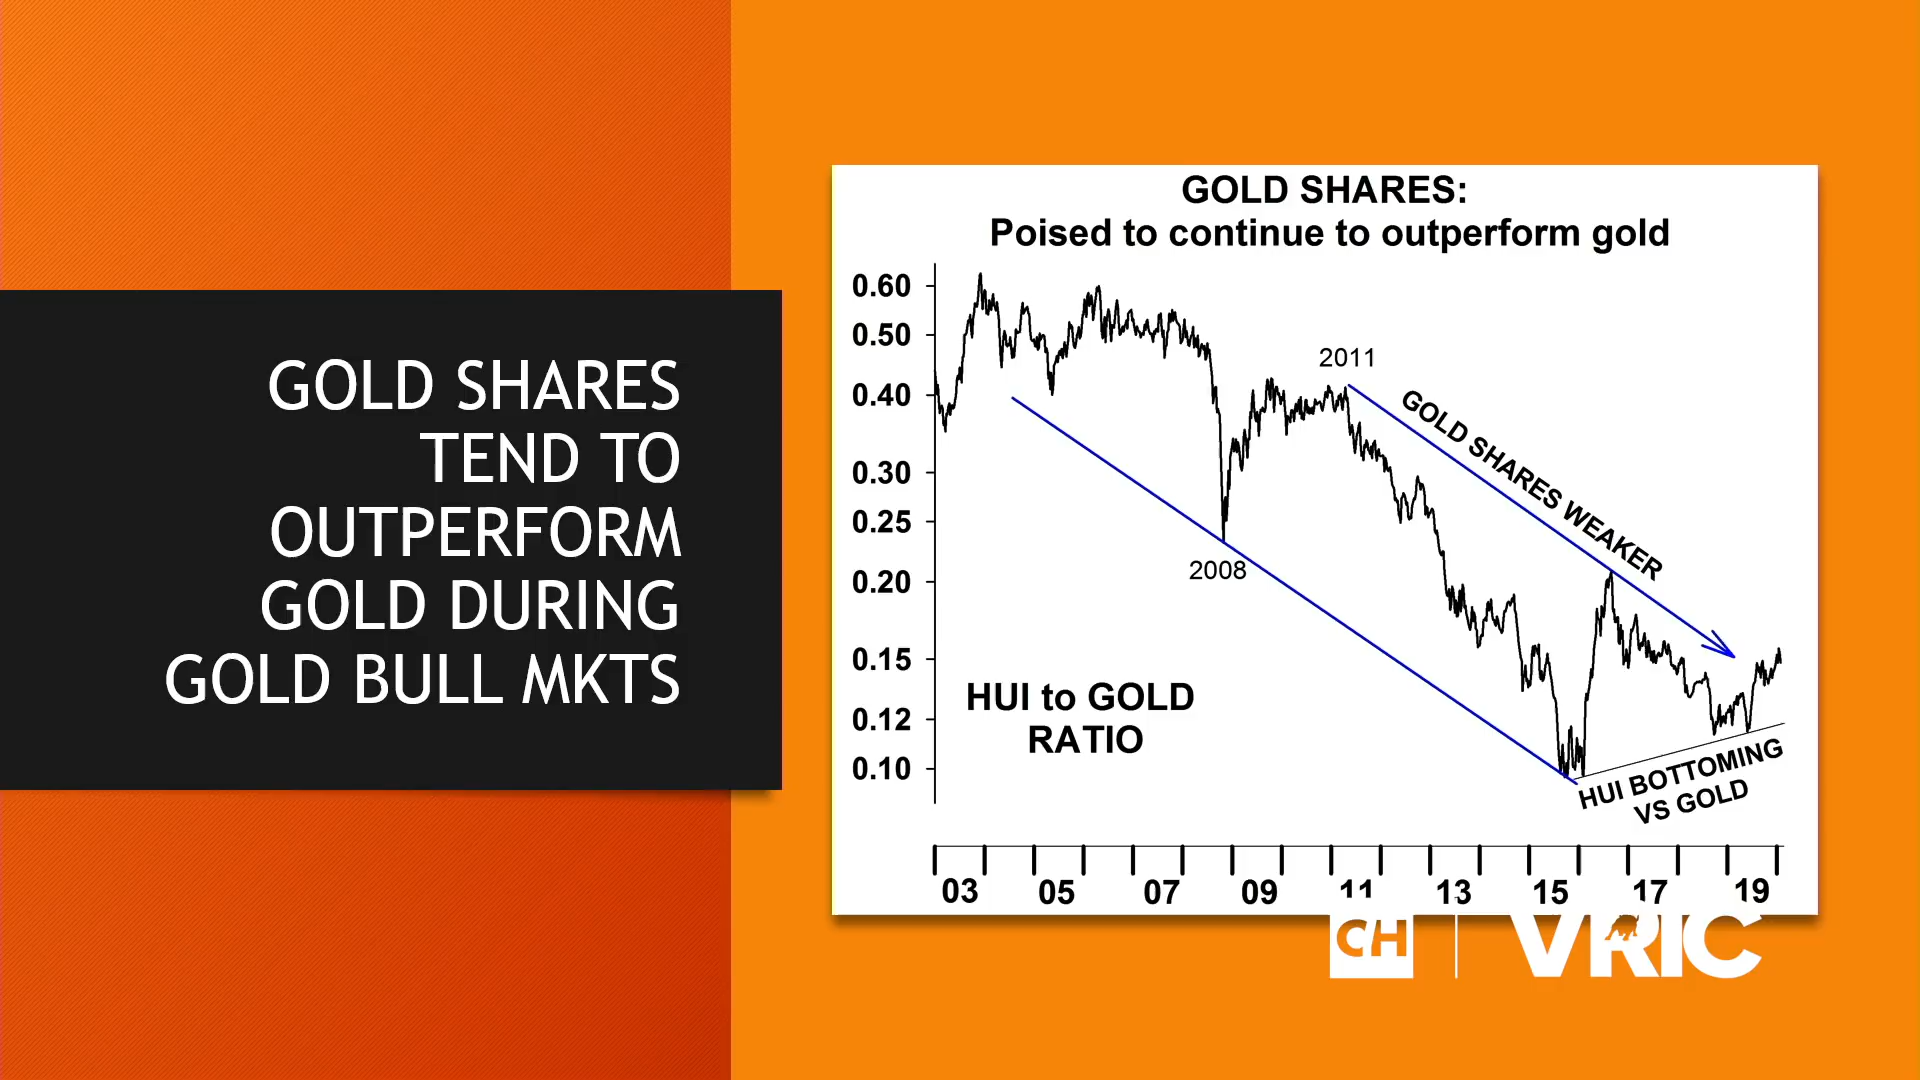 GOLD SHARES
TEND TO
OUTPERFORM
GOLD DURING
GOLD BULL MKTS
GOLD SHARES:
Poised to continue to outperform gold
0.60
0.50
0.40
0.30
0.25
0.20
0.15
0.12
0.10
2011
GOLD SHARES WEAKER
2008
HUI to GOLD
RATIO
HUI BOTTOMING
VS GOLD
03 05 07 09 11 13 15 17 19
CH VRIC